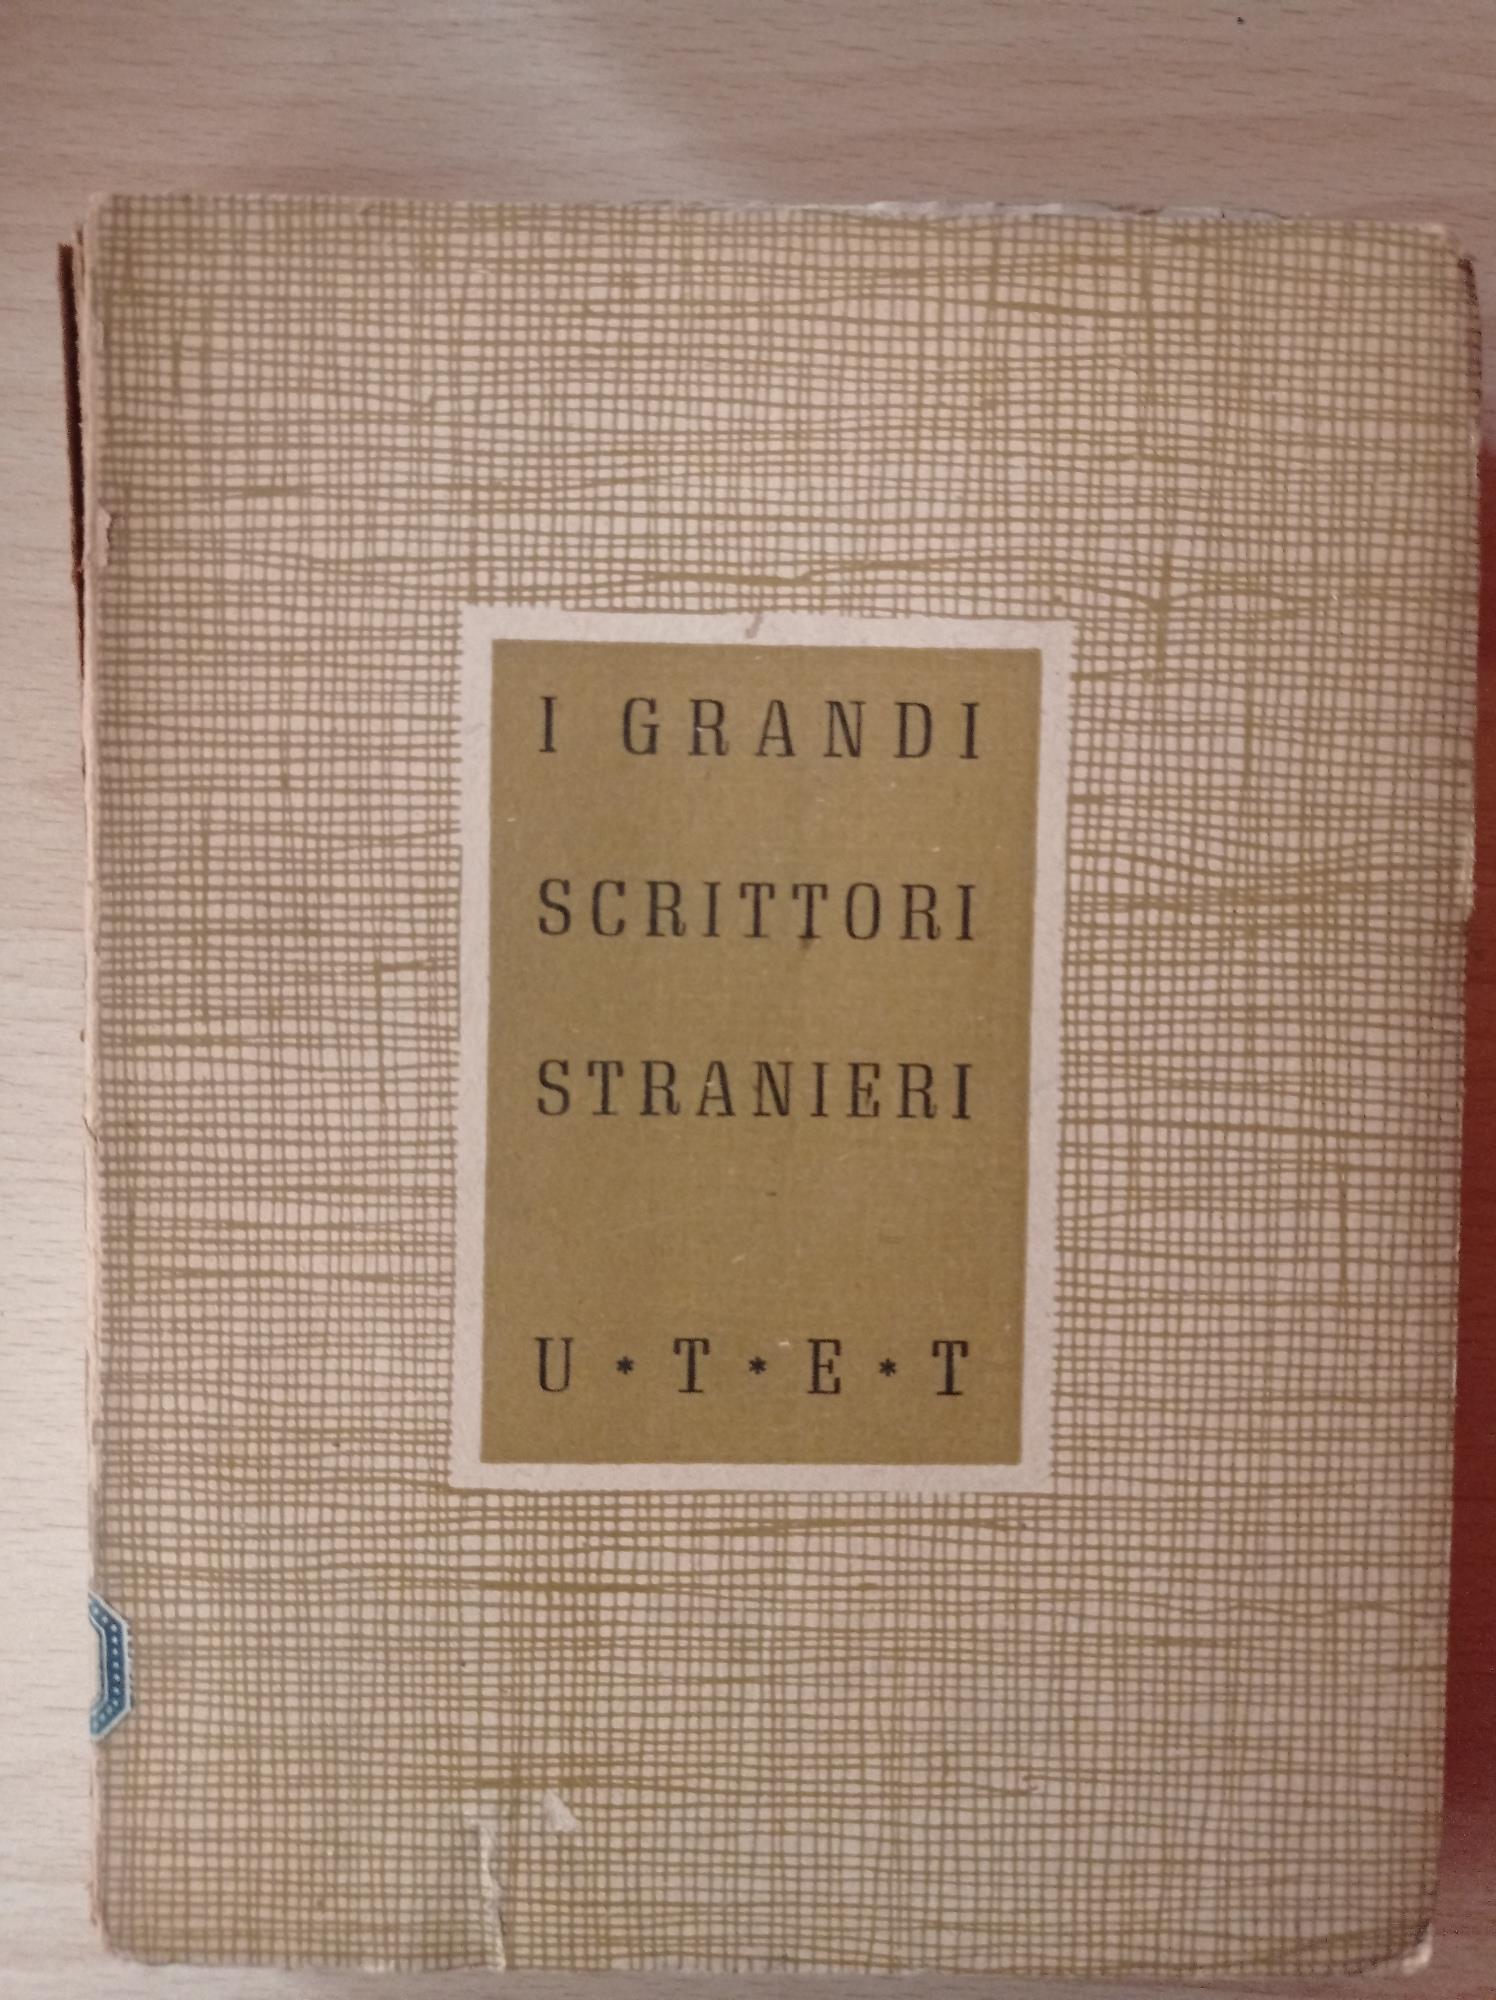 I GRANDI
SCRITTORI
STRANIERI
U * T * E * T